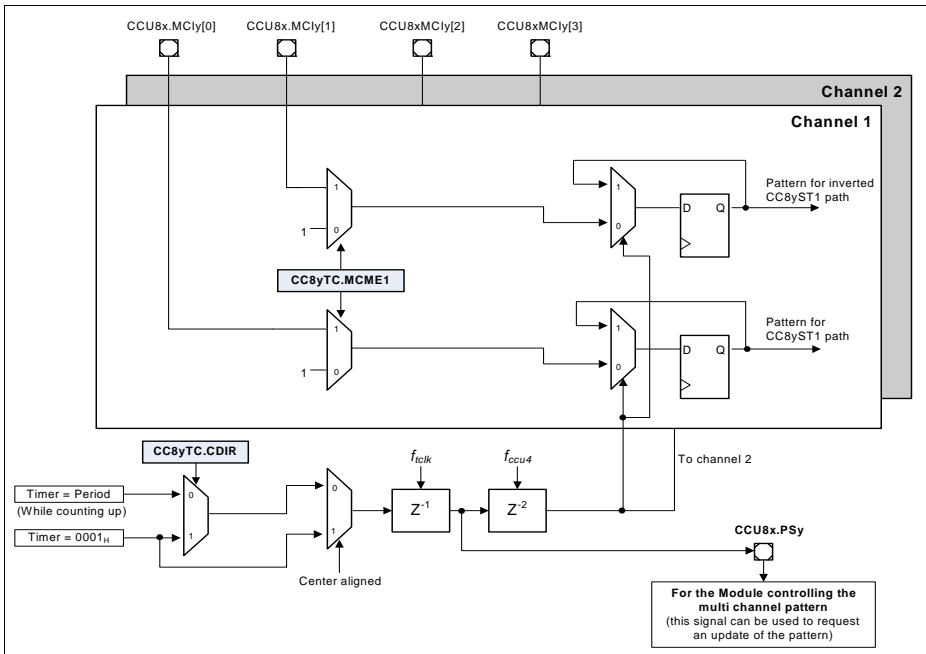 CCU8x.MCIy[0]
CCU8x.MCIy[1]
CCU8xMCIy[2]
CCU8xMCIy[3]
Channel 2
Channel 1
1
0
1
CC8yTC.MCME1
1
0
1
1
0
D Q
Pattern for inverted
CC8yST1 path
1
0
D Q
Pattern for
CC8yST1 path
CC8yTC.CDIR
Timer = Period
(While counting up)
Timer = 0001H
0
1
0
1
Center aligned
ftclk
Z-1
fccu4
Z-2
To channel 2
CCU8x.PSy
For the Module controlling the
multi channel pattern
(this signal can be used to request
an update of the pattern)